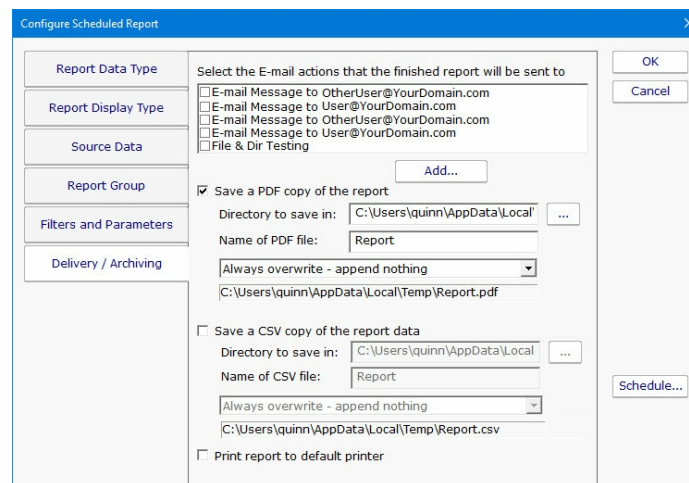 Configure Scheduled Report
Report Data Type
Report Display Type
Source Data
Report Group
Filters and Parameters
Delivery / Archiving
Select the E-mail actions that the finished report will be sent to
E-mail Message to OtherUser@YourDomain.com
E-mail Message to User@YourDomain.com
E-mail Message to OtherUser@YourDomain.com
E-mail Message to User@YourDomain.com
File & Dir Testing
Add...
Save a PDF copy of the report
Directory to save in: C:\Users\quinn\AppData\Local\ ...
Name of PDF file: Report
Always overwrite - append nothing
C:\Users\quinn\AppData\Local\Temp\Report.pdf
Save a CSV copy of the report data
Directory to save in: C:\Users\quinn\AppData\Local ...
Name of CSV file: Report
Always overwrite - append nothing
C:\Users\quinn\AppData\Local\Temp\Report.csv
Print report to default printer
OK
Cancel
Schedule...